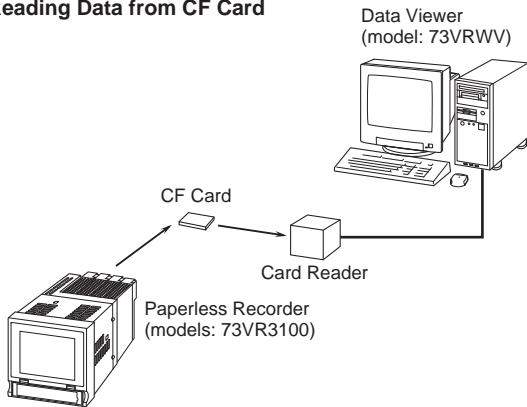 Reading Data from CF Card
Data Viewer
(model: 73VRWV)
CF Card
Card Reader
Paperless Recorder
(models: 73VR3100)